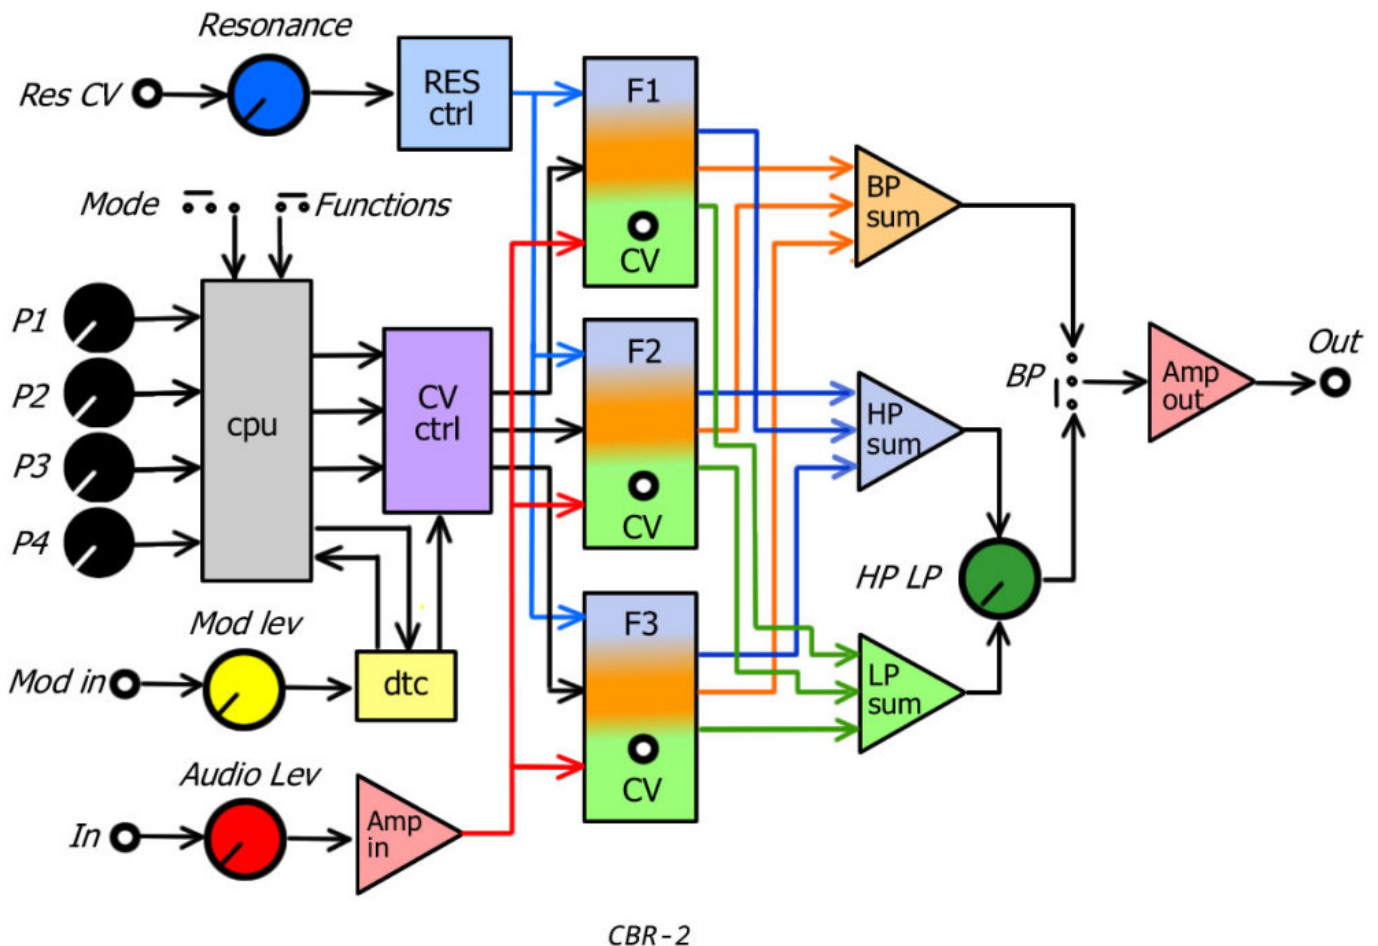 Resonance
Res CV
RES
ctrl
F1
CV
Mode
Functions
BP
sum
P1
P2
P3
P4
cpu
CV
ctrl
F2
CV
HP
sum
BP
Amp
out
Out
HP LP
Mod lev
Mod in
dtc
F3
CV
LP
sum
Audio Lev
In
Amp
in
CBR-2